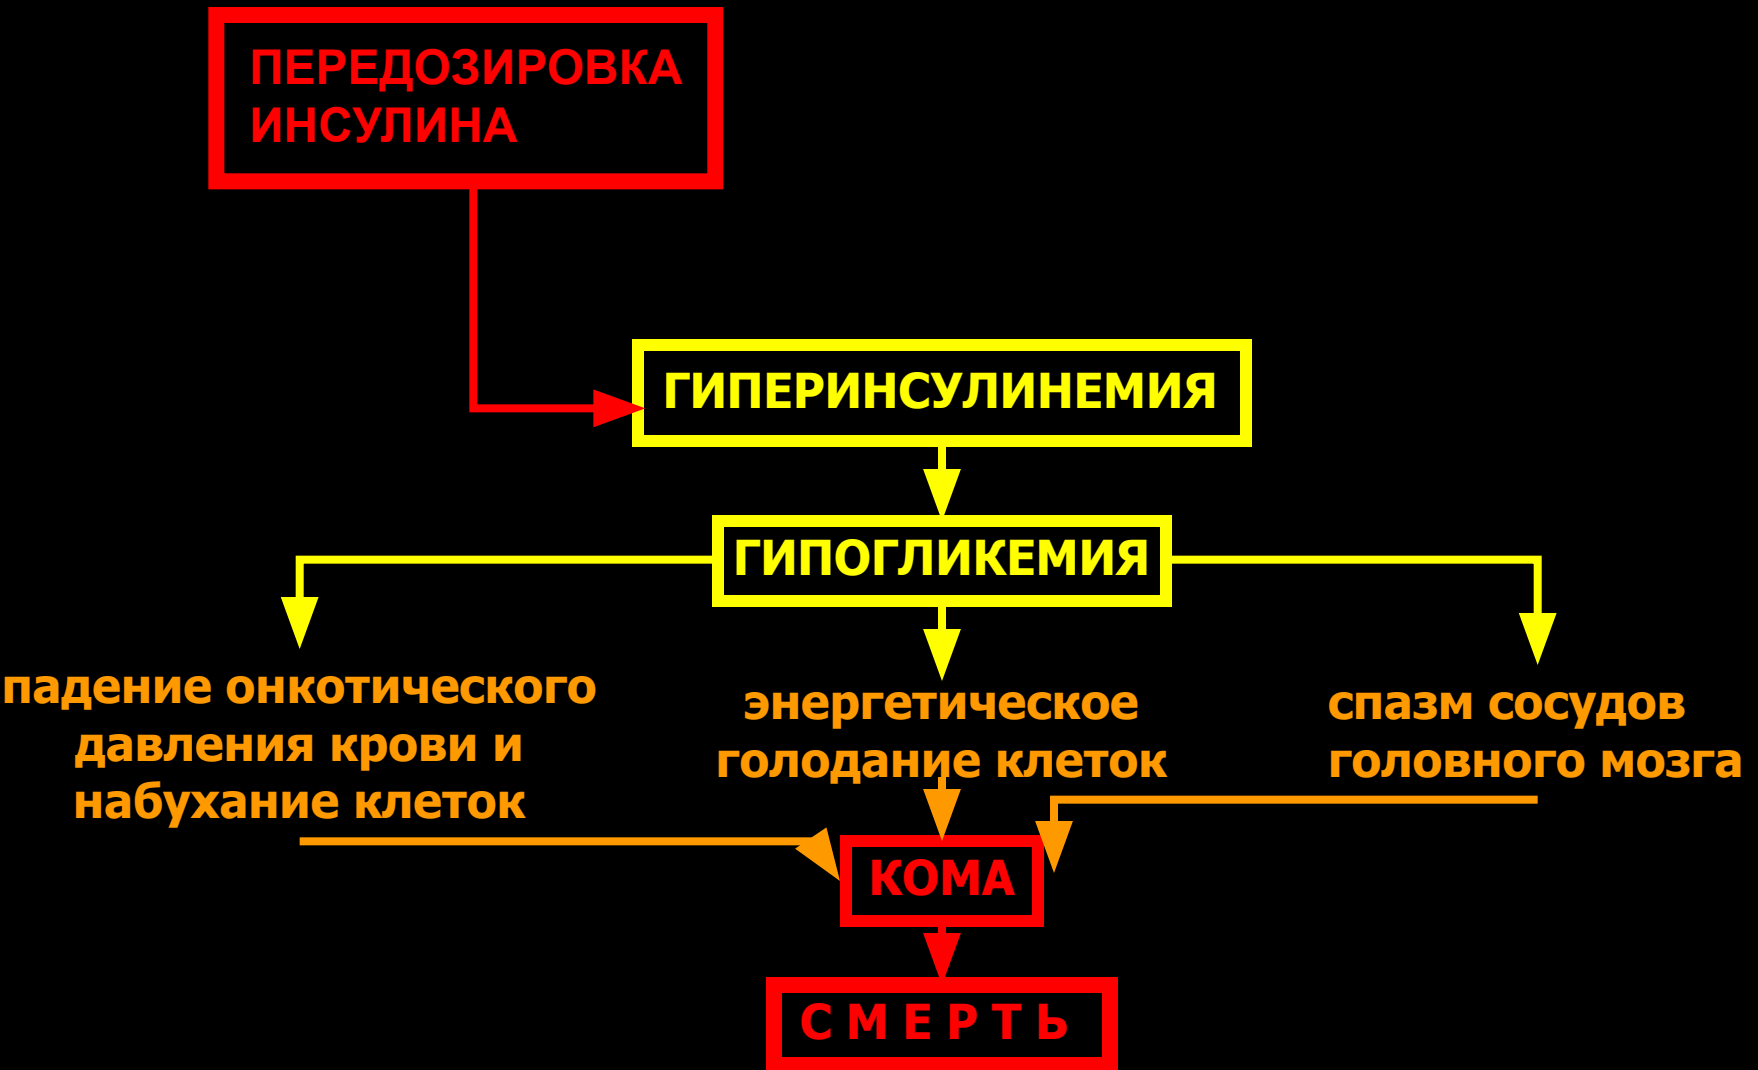 ПЕРЕДОЗИРОВКА
ИНСУЛИНА
ГИПЕРИНСУЛИНЕМИЯ
ГИПОГЛИКЕМИЯ
падение онкотического
давления крови и
набухание клеток
энергетическое
голодание клеток
спазм сосудов
головного мозга
КОМА
С М Е Р Т Ь